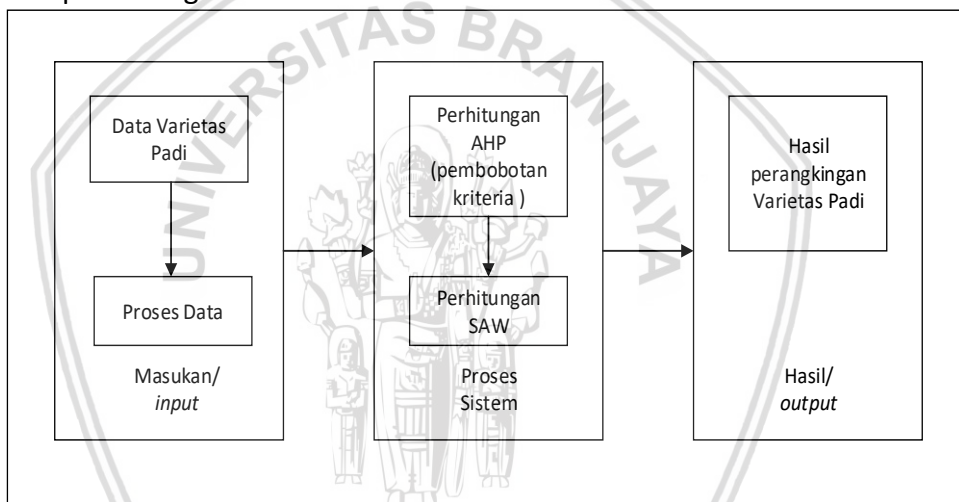 UNIVERSITAS BRAWIJAYA
Data Varietas
Padi
Proses Data
Masukan/
input
Perhitungan
AHP
(pembobotan
kriteria )
Perhitungan
SAW
Proses
Sistem
Hasil
perangkingan
Varietas Padi
Hasil/
output